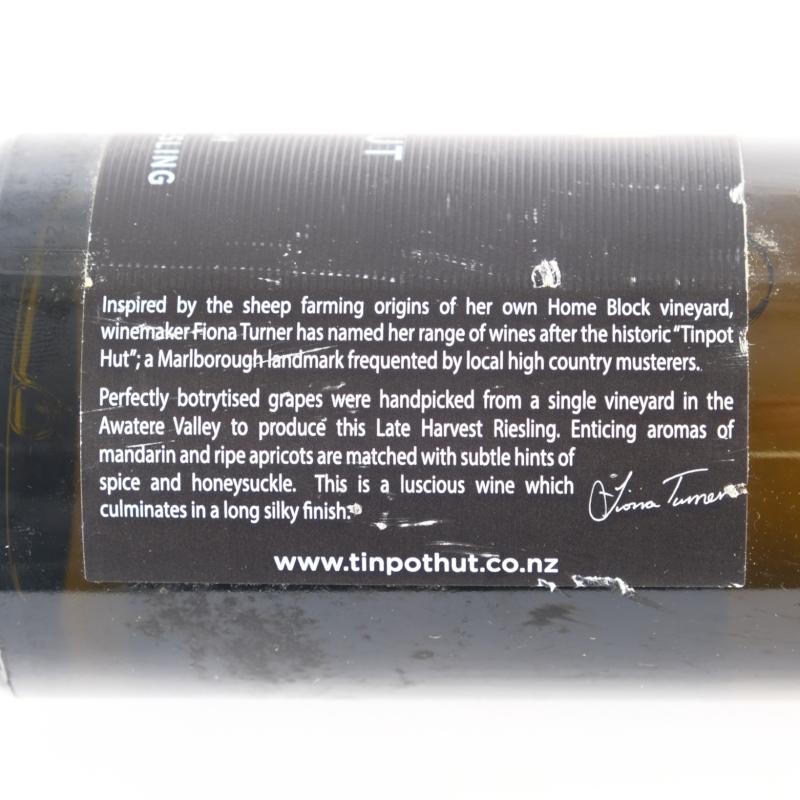 UT
SLING
Inspired by the sheep farming origins of her own Home Block vineyard,
winemaker Fiona Turner has named her range of wines after the historic "Tinpot
Hut"; a Marlborough landmark frequented by local high country musterers.
Perfectly botrytised grapes were handpicked from a single vineyard in the
Awatere Valley to produce this Late Harvest Riesling. Enticing aromas of
mandarin and ripe apricots are matched with subtle hints of
spice and honeysuckle. This is a luscious wine which
culminates in a long silky finish.
Fiona Turner
www.tinpothut.co.nz